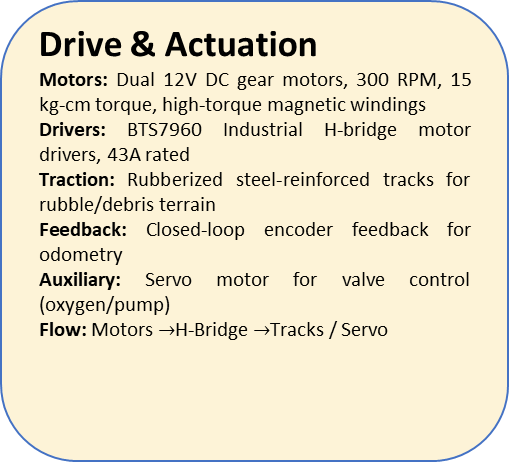 Drive & Actuation
Motors: Dual 12V DC gear motors, 300 RPM, 15
kg-cm torque, high-torque magnetic windings
Drivers: BTS7960 Industrial H-bridge motor
drivers, 43A rated
Traction: Rubberized steel-reinforced tracks for
rubble/debris terrain
Feedback: Closed-loop encoder feedback for
odometry
Auxiliary: Servo motor for valve control
(oxygen/pump)
Flow: Motors →H-Bridge →Tracks / Servo